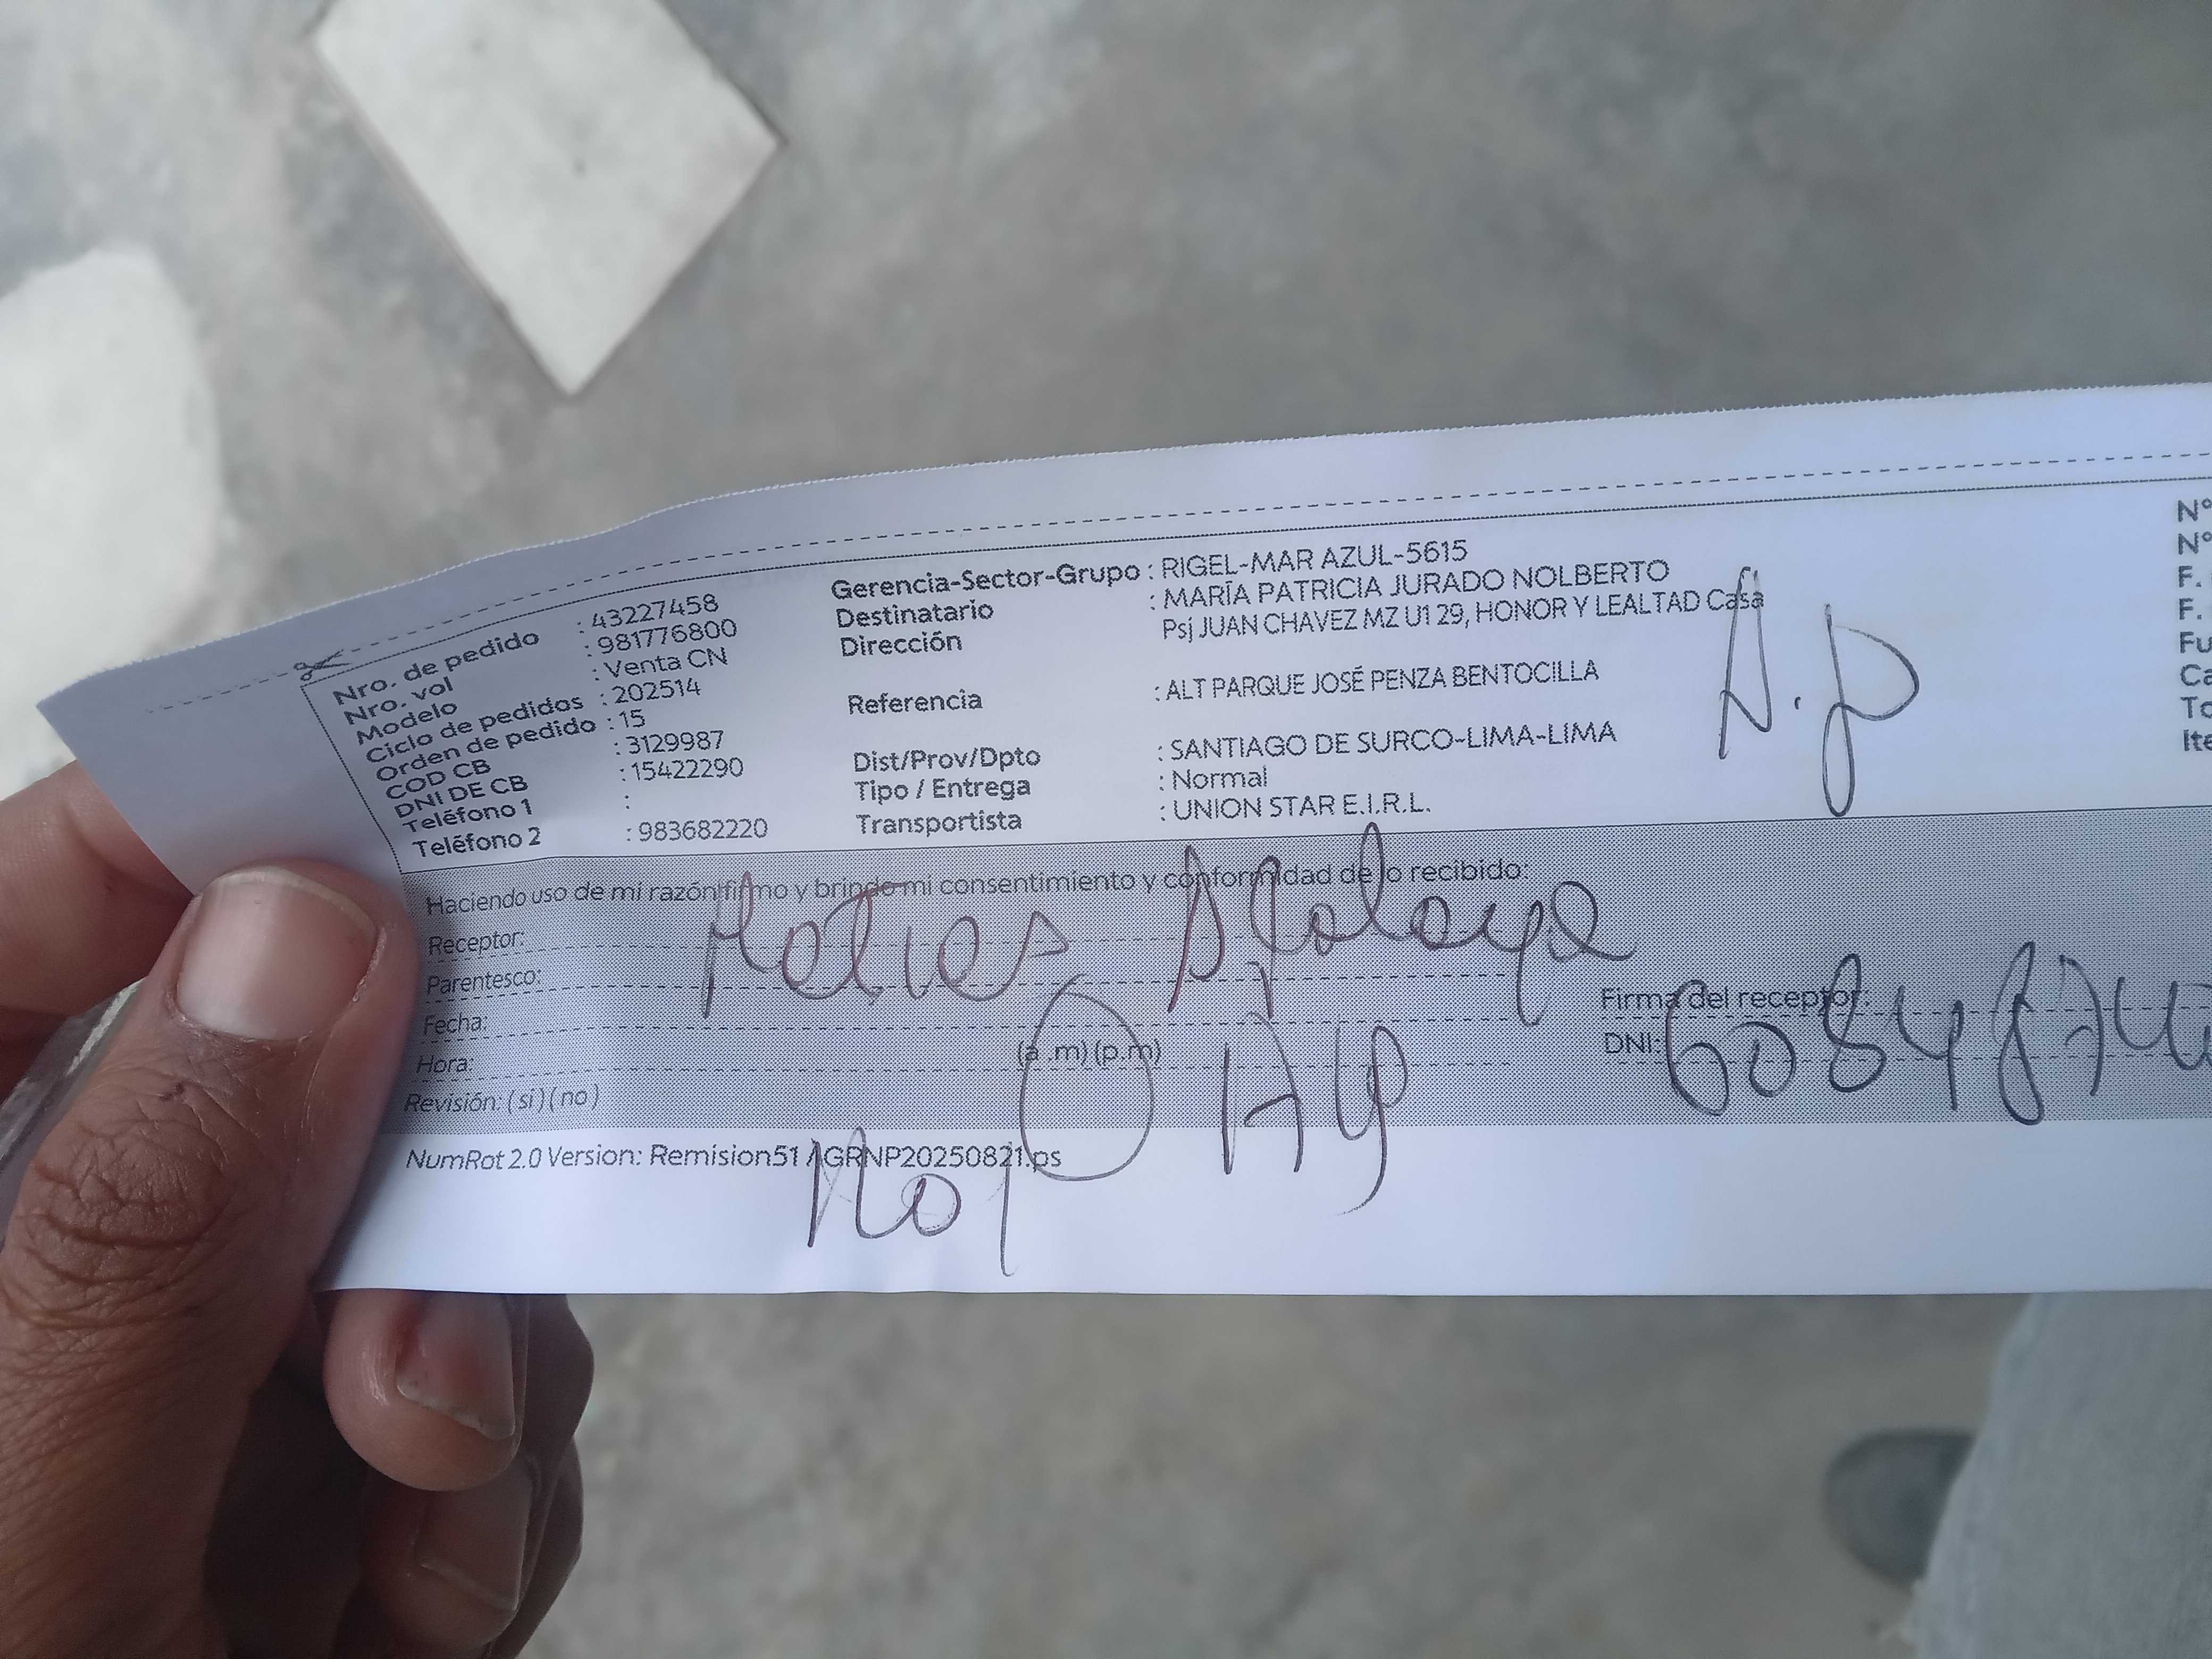 Nro. de pedido : 43227458
Nro. vol : 981776800
Modelo : Venta CN
Ciclo de pedidos : 202514
Orden de pedido : 15
COD CB : 3129987
DNI DE CB : 15422290
Teléfono 1 :
Teléfono 2 : 983682220
Gerencia-Sector-Grupo : RIGEL-MAR AZUL-5615
Destinatario : MARÍA PATRICIA JURADO NOLBERTO
Dirección Psj JUAN CHAVEZ MZ U1 29, HONOR Y LEALTAD Casa
Referencia : ALT PARQUE JOSÉ PENZA BENTOCILLA
Dist/Prov/Dpto : SANTIAGO DE SURCO-LIMA-LIMA
Tipo / Entrega : Normal
Transportista : UNION STAR E.I.R.L.
N°
N°
F.
F.
Fu
Ca
To
Ite
Haciendo uso de mi razón firmo y brindo mi consentimiento y conformidad de lo recibido:
Receptor: Matias
Parentesco:
Fecha:
Hora: (a .m) (p.m)
Revisión: ( si ) ( no )
Firma del receptor:
DNI:
NumRot 2.0 Version: Remision51 AGRNP20250821.ps